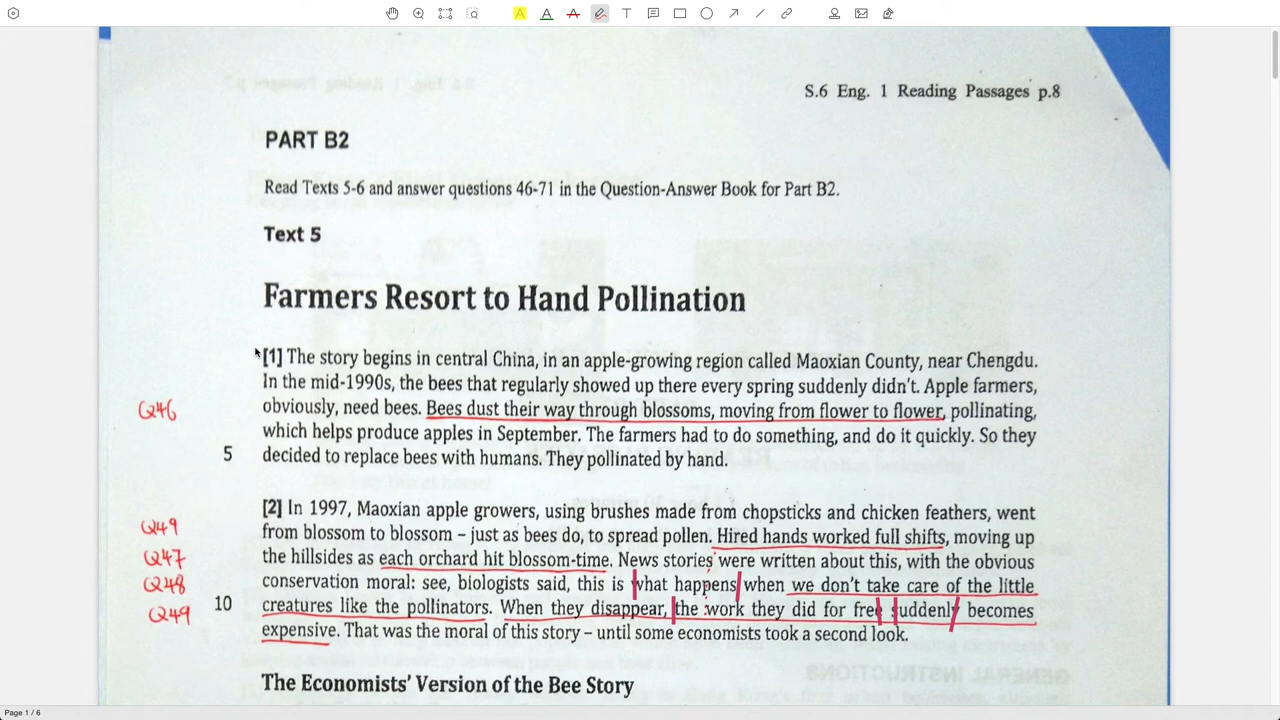 S.6 Eng. 1 Reading Passages p.8
PART B2
Read Texts 5-6 and answer questions 46-71 in the Question-Answer Book for Part B2.
Text 5
Farmers Resort to Hand Pollination
[1] The story begins in central China, in an apple-growing region called Maoxian County, near Chengdu.
In the mid-1990s, the bees that regularly showed up there every spring suddenly didn't. Apple farmers,
Q46 obviously, need bees. Bees dust their way through blossoms, moving from flower to flower, pollinating,
which helps produce apples in September. The farmers had to do something, and do it quickly. So they
5 decided to replace bees with humans. They pollinated by hand.
[2] In 1997, Maoxian apple growers, using brushes made from chopsticks and chicken feathers, went
Q49 from blossom to blossom – just as bees do, to spread pollen. Hired hands worked full shifts, moving up
Q47 the hillsides as each orchard hit blossom-time. News stories were written about this, with the obvious
Q48 conservation moral: see, biologists said, this is what happens when we don't take care of the little
Q49 10 creatures like the pollinators. When they disappear, the work they did for free suddenly becomes
expensive. That was the moral of this story – until some economists took a second look.
The Economists' Version of the Bee Story
Page 1 / 6